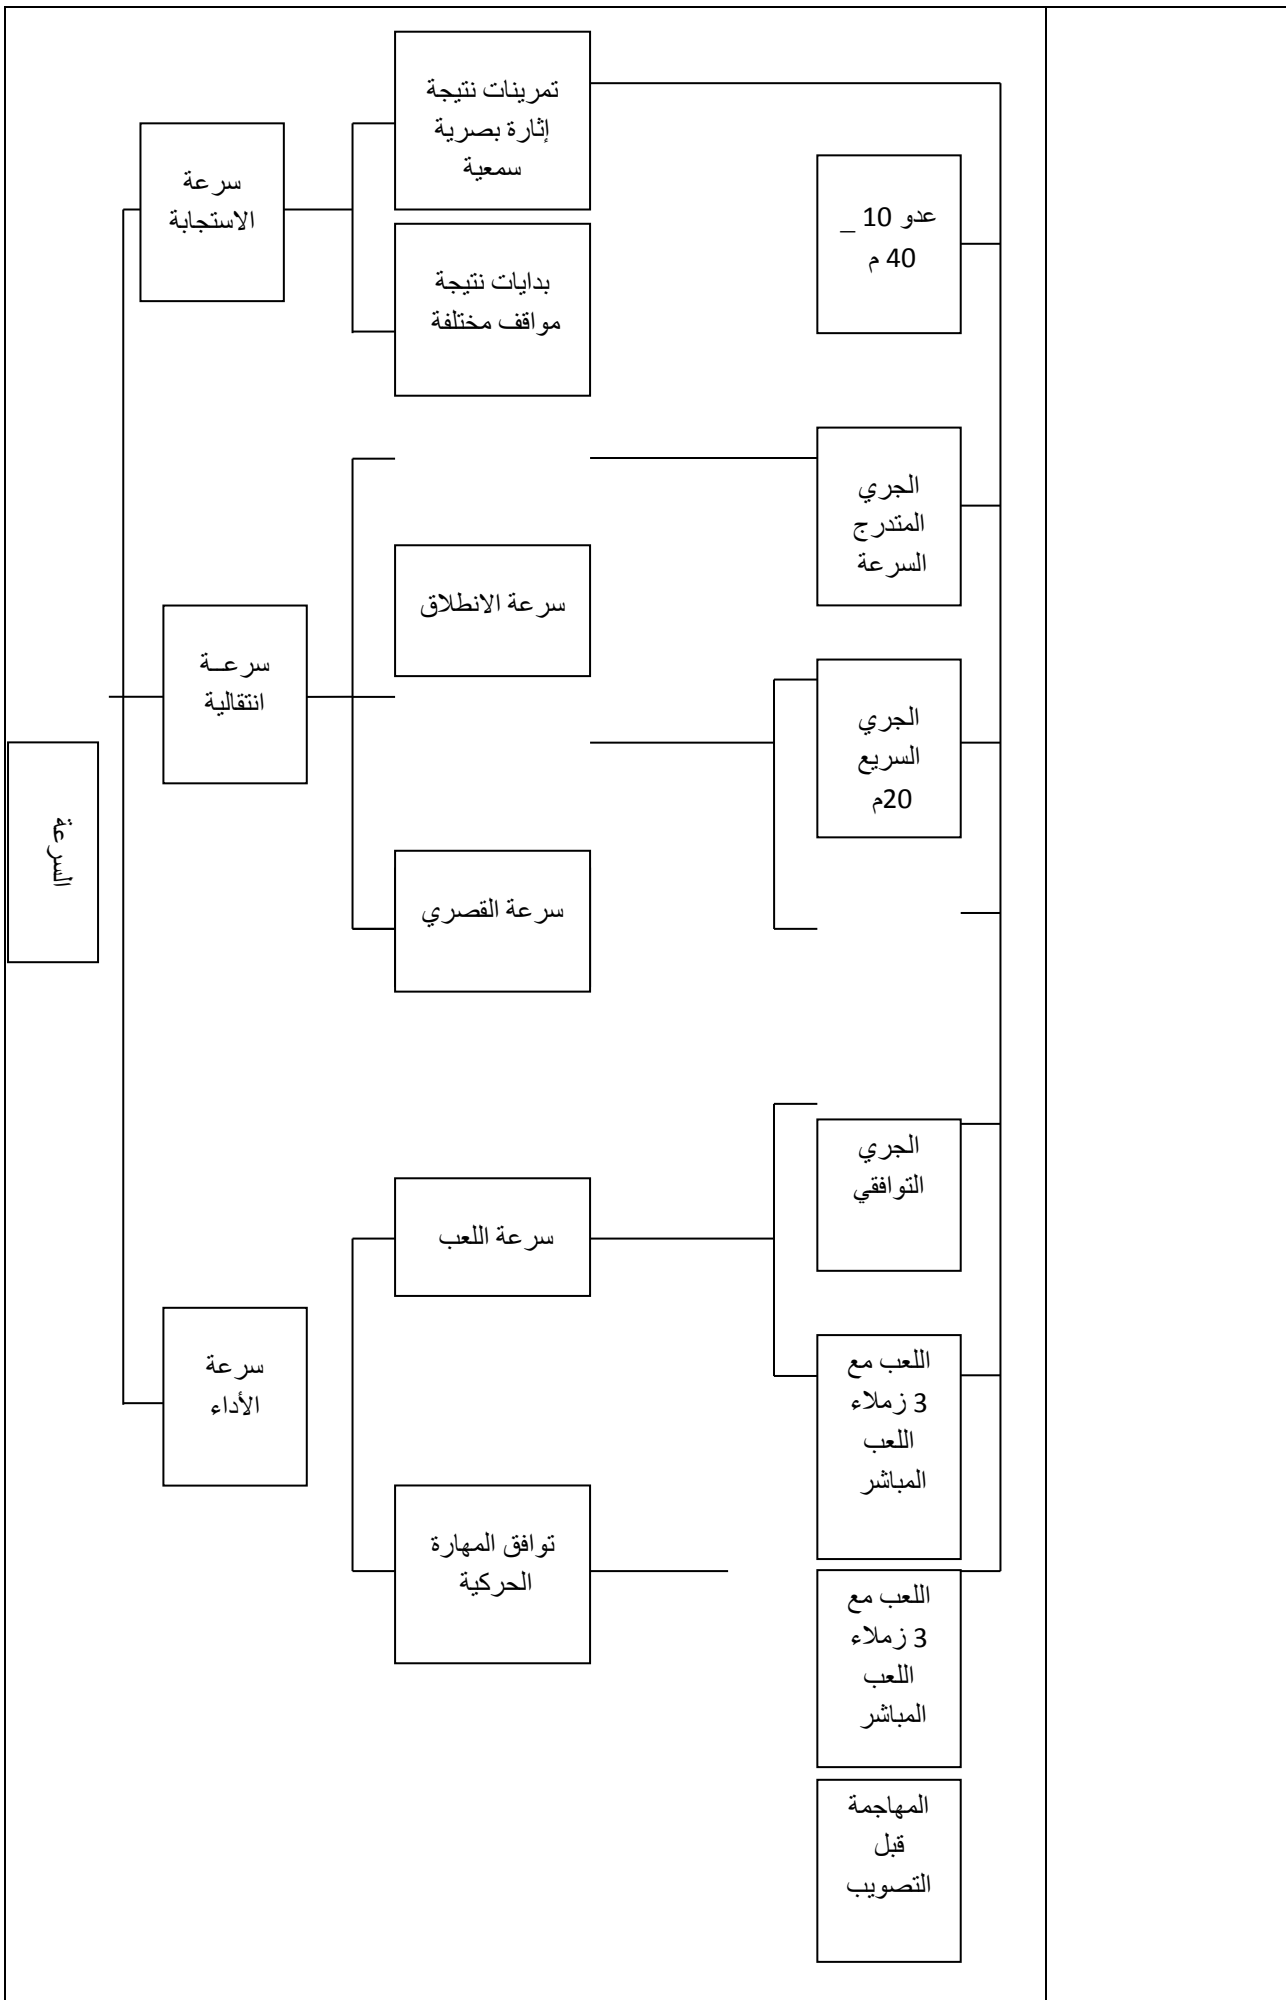 تمرينات نتيجة
إثارة بصرية
سمعية
سرعة
الاستجابة
عدو 10 _
40 م
بدايات نتيجة
مواقف مختلفة
الجري
المتدرج
السرعة
سرعة الانطلاق
سرعــة
انتقالية
الجري
السريع
20م
السرعة
سرعة القصري
الجري
التوافقي
سرعة اللعب
سرعة
الأداء
اللعب مع
3 زملاء
اللعب
المباشر
توافق المهارة
الحركية
اللعب مع
3 زملاء
اللعب
المباشر
المهاجمة
قبل
التصويب